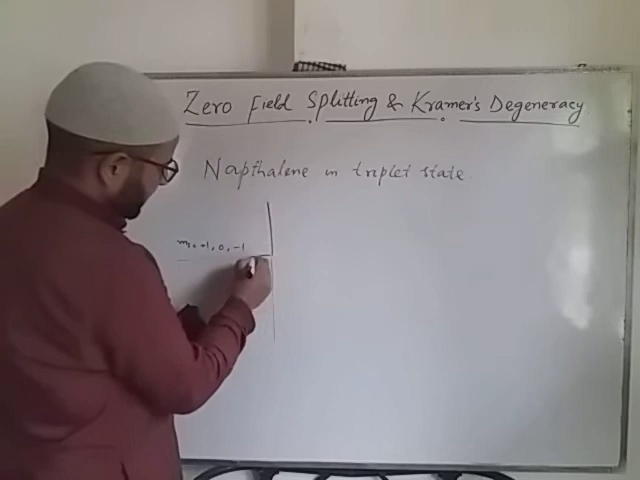 Zero Field Splitting & Kramer's Degeneracy
Napthalene in triplet state.
ms = +1, 0, -1